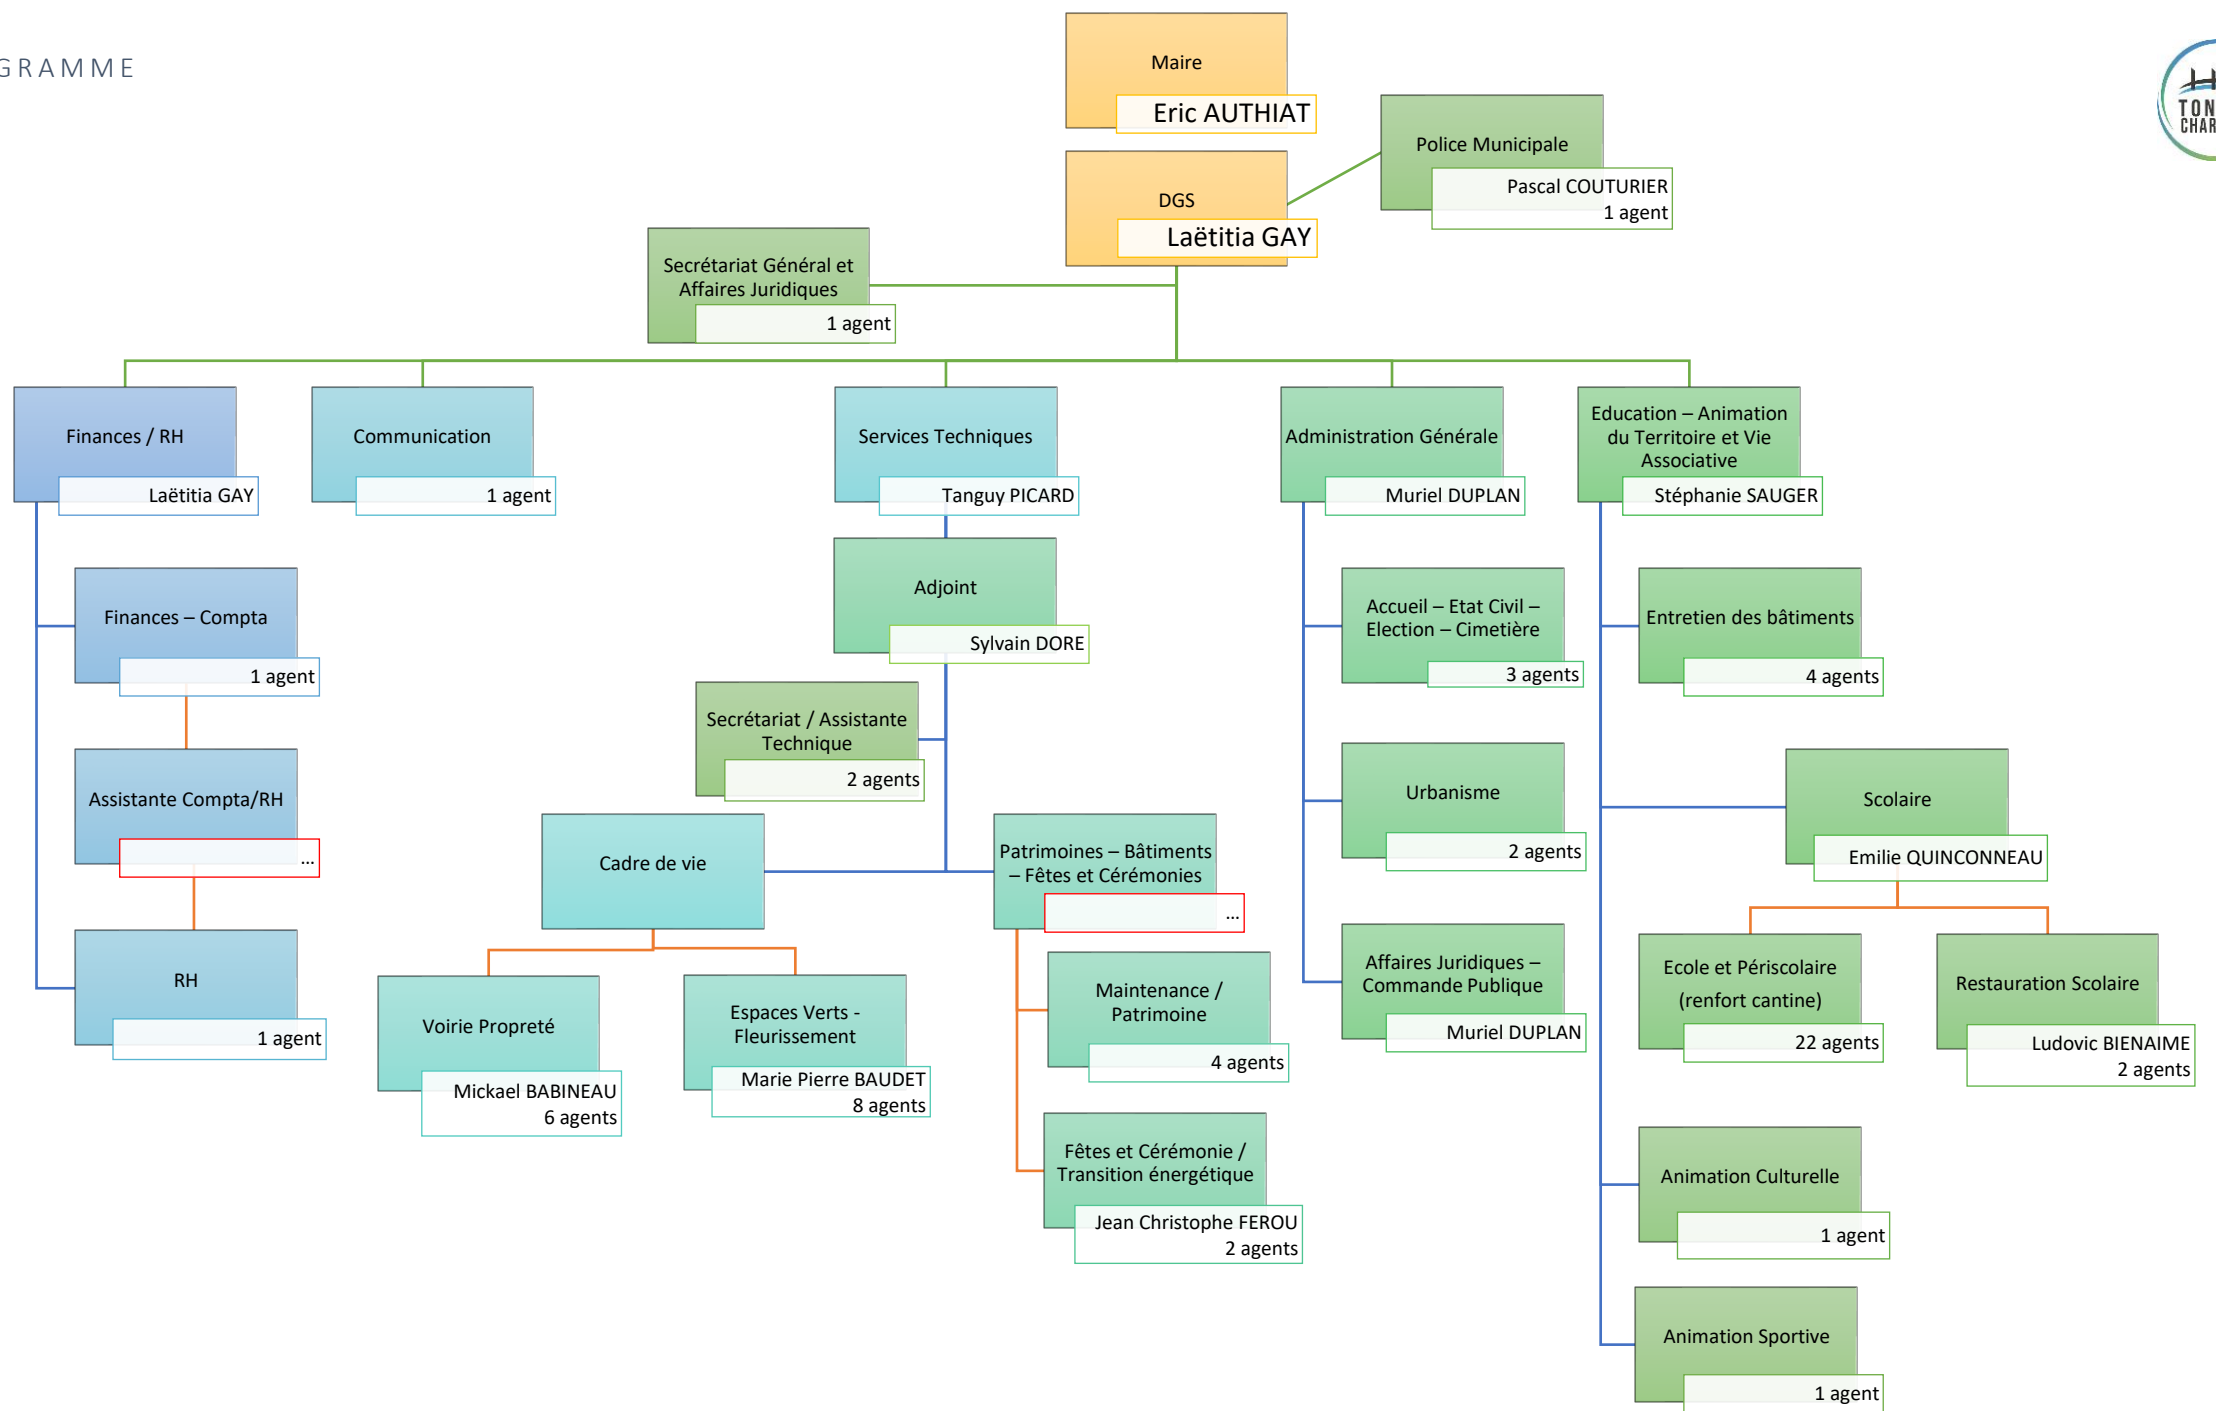 GRAMME
Maire
Eric AUTHIAT
Police Municipale
Pascal COUTURIER
1 agent
DGS
Laëtitia GAY
Secrétariat Général et
Affaires Juridiques
1 agent
Finances / RH
Laëtitia GAY
Communication
1 agent
Services Techniques
Tanguy PICARD
Administration Générale
Muriel DUPLAN
Education – Animation
du Territoire et Vie
Associative
Stéphanie SAUGER
Finances – Compta
1 agent
Assistante Compta/RH
...
RH
1 agent
Adjoint
Sylvain DORE
Secrétariat / Assistante
Technique
2 agents
Cadre de vie
Voirie Propreté
Mickael BABINEAU
6 agents
Espaces Verts -
Fleurissement
Marie Pierre BAUDET
8 agents
Patrimoines – Bâtiments
– Fêtes et Cérémonies
...
Maintenance /
Patrimoine
4 agents
Fêtes et Cérémonie /
Transition énergétique
Jean Christophe FEROU
2 agents
Accueil – Etat Civil –
Election – Cimetière
3 agents
Urbanisme
2 agents
Affaires Juridiques –
Commande Publique
Muriel DUPLAN
Entretien des bâtiments
4 agents
Scolaire
Emilie QUINCONNEAU
Ecole et Périscolaire
(renfort cantine)
22 agents
Restauration Scolaire
Ludovic BIENAIME
2 agents
Animation Culturelle
1 agent
Animation Sportive
1 agent
TON
CHAR